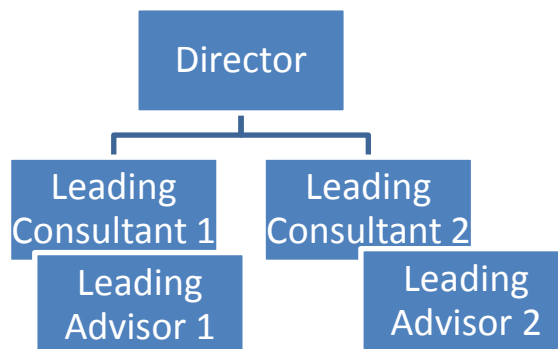 Director
Leading
Consultant 1
Leading
Consultant 2
Leading
Advisor 1
Leading
Advisor 2